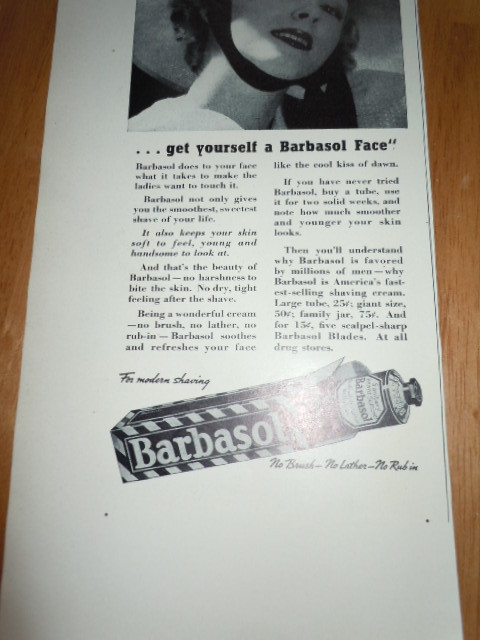 ... get yourself a Barbasol Face"
Barbasol does to your face
what it takes to make the
ladies want to touch it.
Barbasol not only gives
you the smoothest, sweetest
shave of your life.
It also keeps your skin
soft to feel, young and
handsome to look at.
And that's the beauty of
Barbasol—no harshness to
bite the skin. No dry, tight
feeling after the shave.
Being a wonderful cream
—no brush, no lather, no
rub-in—Barbasol soothes
and refreshes your face
like the cool kiss of dawn.
If you have never tried
Barbasol, buy a tube, use
it for two solid weeks, and
note how much smoother
and younger your skin
looks.
Then you'll understand
why Barbasol is favored
by millions of men—why
Barbasol is America's fast-
est-selling shaving cream.
Large tube, 25¢; giant size,
50¢; family jar, 75¢. And
for 15¢, five scalpel-sharp
Barbasol Blades. At all
drug stores.
For modern shaving
Barbasol
Barbasol
No Brush—No Lather—No Rub in